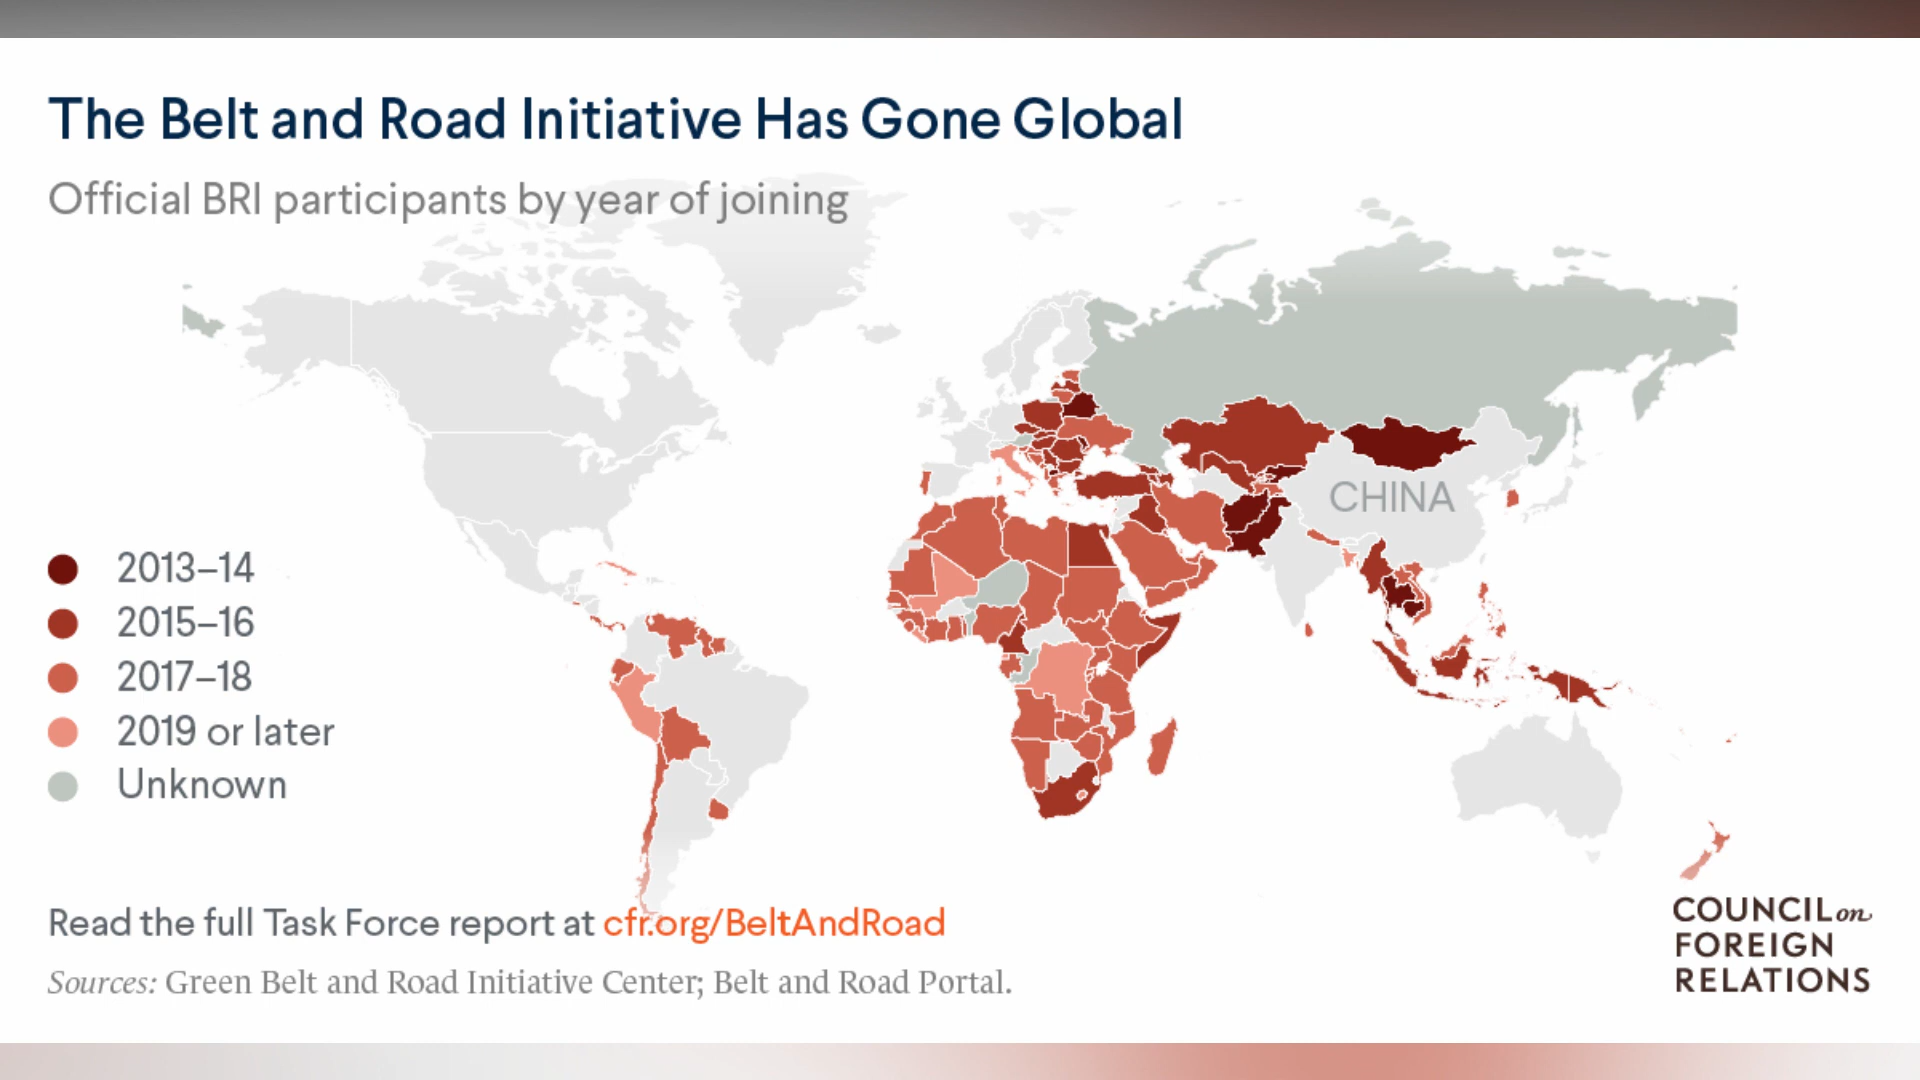 The Belt and Road Initiative Has Gone Global
Official BRI participants by year of joining
CHINA
2013–14
2015–16
2017–18
2019 or later
Unknown
Read the full Task Force report at cfr.org/BeltAndRoad
Sources: Green Belt and Road Initiative Center; Belt and Road Portal.
COUNCIL on
FOREIGN
RELATIONS